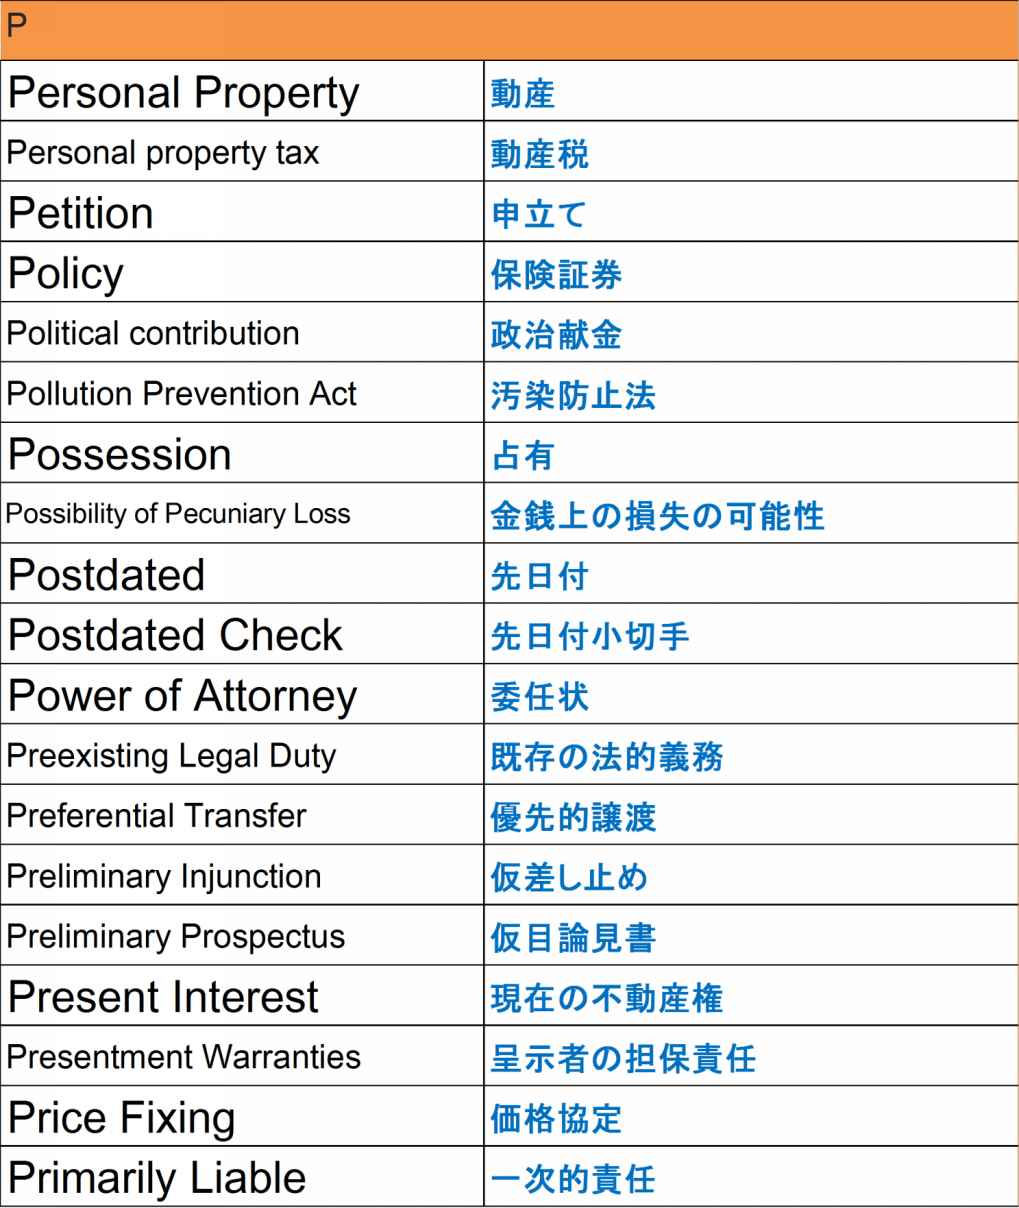 P
Personal Property 動産
Personal property tax 動産税
Petition 申立て
Policy 保険証券
Political contribution 政治献金
Pollution Prevention Act 汚染防止法
Possession 占有
Possibility of Pecuniary Loss 金銭上の損失の可能性
Postdated 先日付
Postdated Check 先日付小切手
Power of Attorney 委任状
Preexisting Legal Duty 既存の法的義務
Preferential Transfer 優先的譲渡
Preliminary Injunction 仮差し止め
Preliminary Prospectus 仮目論見書
Present Interest 現在の不動産権
Presentment Warranties 呈示者の担保責任
Price Fixing 価格協定
Primarily Liable 一次的責任